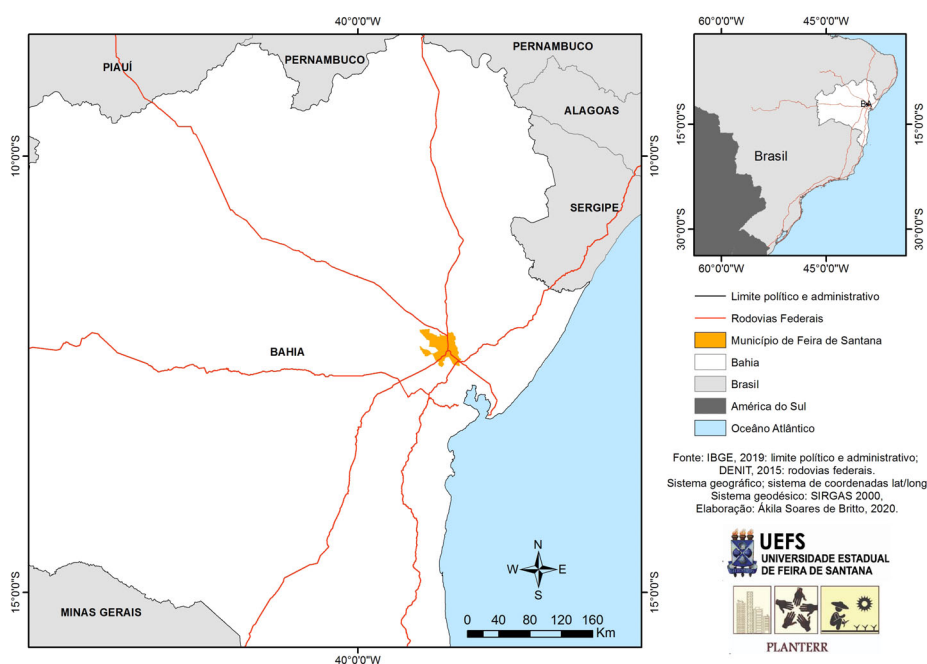 40°0'0"W
60°0'0"W
45°0'0"W
PIAUÍ
PERNAMBUCO
PERNAMBUCO
ALAGOAS
SERGIPE
BAHIA
MINAS GERAIS
10°0'0"S
10°0'0"S
15°0'0"S
15°0'0"S
N
W
E
S
0 20 40 80 120 160
Km
40°0'0"W
BA
Brasil
15°0'0"S
15°0'0"S
30°0'0"S
30°0'0"S
60°0'0"W
45°0'0"W
Limite político e administrativo
Rodovias Federais
Município de Feira de Santana
Bahia
Brasil
América do Sul
Oceâno Atlântico
Fonte: IBGE, 2019: limite político e administrativo;
DENIT, 2015: rodovias federais.
Sistema geográfico; sistema de coordenadas lat/long
Sistema geodésico: SIRGAS 2000,
Elaboração: Ákila Soares de Britto, 2020.
UEFS
UNIVERSIDADE ESTADUAL
DE FEIRA DE SANTANA
PLANTERR